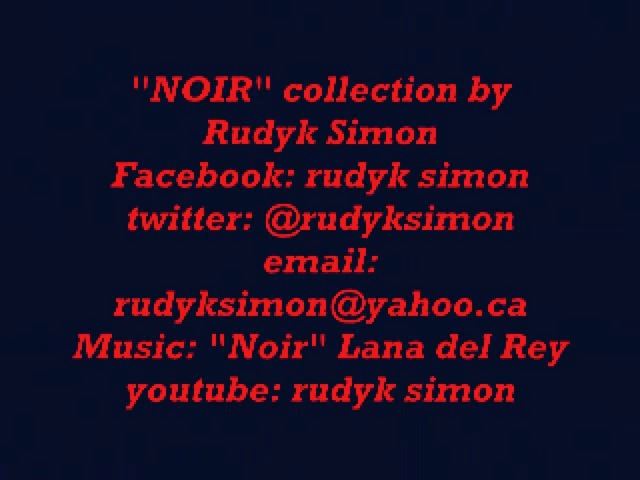 "NOIR" collection by
Rudyk Simon
Facebook: rudyk simon
twitter: @rudyksimon
email:
rudyksimon@yahoo.ca
Music: "Noir" Lana del Rey
youtube: rudyk simon